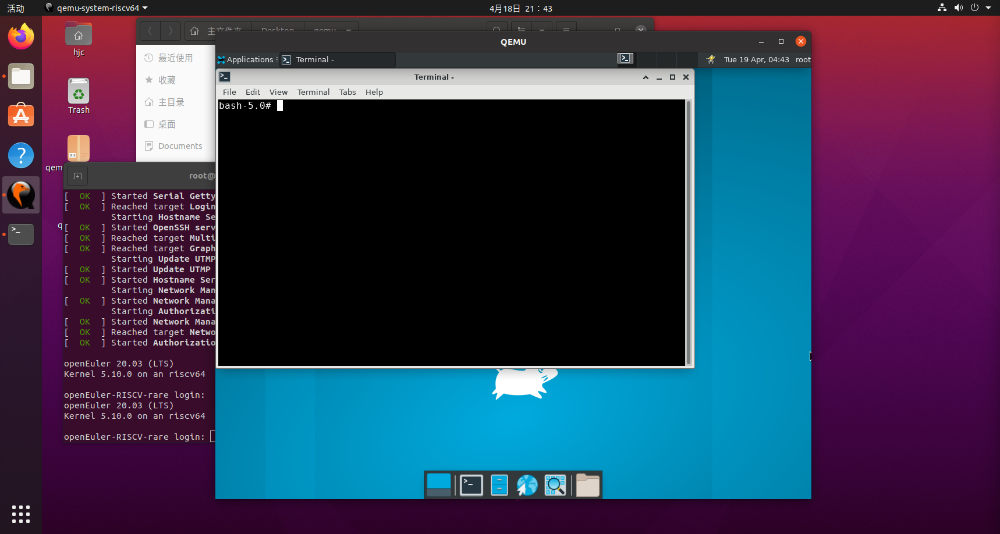 活动
qemu-system-riscv64
4月18日 21：43
hjc
Trash
qem
q
主文件夹
Desktop
qemu
最近使用
收藏
主目录
桌面
Documents
root@
[  OK  ] Started Serial Getty
[  OK  ] Reached target Login
Starting Hostname Se
[  OK  ] Started OpenSSH serv
[  OK  ] Reached target Multi
[  OK  ] Reached target Graph
Starting Update UTMP
[  OK  ] Started Update UTMP
[  OK  ] Started Hostname Ser
Starting Network Man
[  OK  ] Started Network Mana
Starting Authorizati
[  OK  ] Started Network Mana
[  OK  ] Reached target Netwo
[  OK  ] Started Authorizatio
openEuler 20.03 (LTS)
Kernel 5.10.0 on an riscv64
openEuler-RISCV-rare login:
openEuler 20.03 (LTS)
Kernel 5.10.0 on an riscv64
openEuler-RISCV-rare login:
QEMU
Applications
Terminal -
Tue 19 Apr, 04:43
root
Terminal -
File Edit View Terminal Tabs Help
bash-5.0#